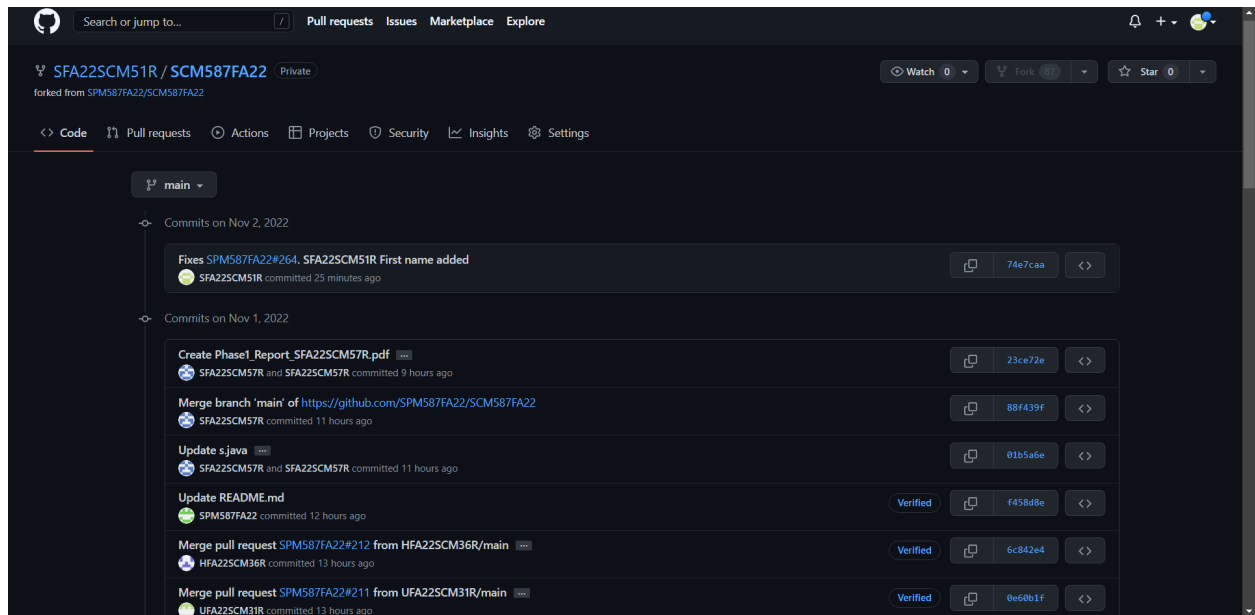 Search or jump to... / Pull requests Issues Marketplace Explore
SFA22SCM51R / SCM587FA22 Private Watch 0 Fork 87 Star 0
forked from SPM587FA22/SCM587FA22
Code Pull requests Actions Projects Security Insights Settings
main
Commits on Nov 2, 2022
Fixes SPM587FA22#264. SFA22SCM51R First name added
SFA22SCM51R committed 25 minutes ago
74e7caa
Commits on Nov 1, 2022
Create Phase1_Report_SFA22SCM57R.pdf ...
SFA22SCM57R and SFA22SCM57R committed 9 hours ago
23ce72e
Merge branch 'main' of https://github.com/SPM587FA22/SCM587FA22
SFA22SCM57R committed 11 hours ago
88f439f
Update s.java ...
SFA22SCM57R and SFA22SCM57R committed 11 hours ago
01b5a6e
Update README.md
SPM587FA22 committed 12 hours ago
Verified f458d8e
Merge pull request SPM587FA22#212 from HFA22SCM36R/main ...
HFA22SCM36R committed 13 hours ago
Verified 6c842e4
Merge pull request SPM587FA22#211 from UFA22SCM31R/main ...
UFA22SCM31R committed 13 hours ago
Verified 0e60b1f